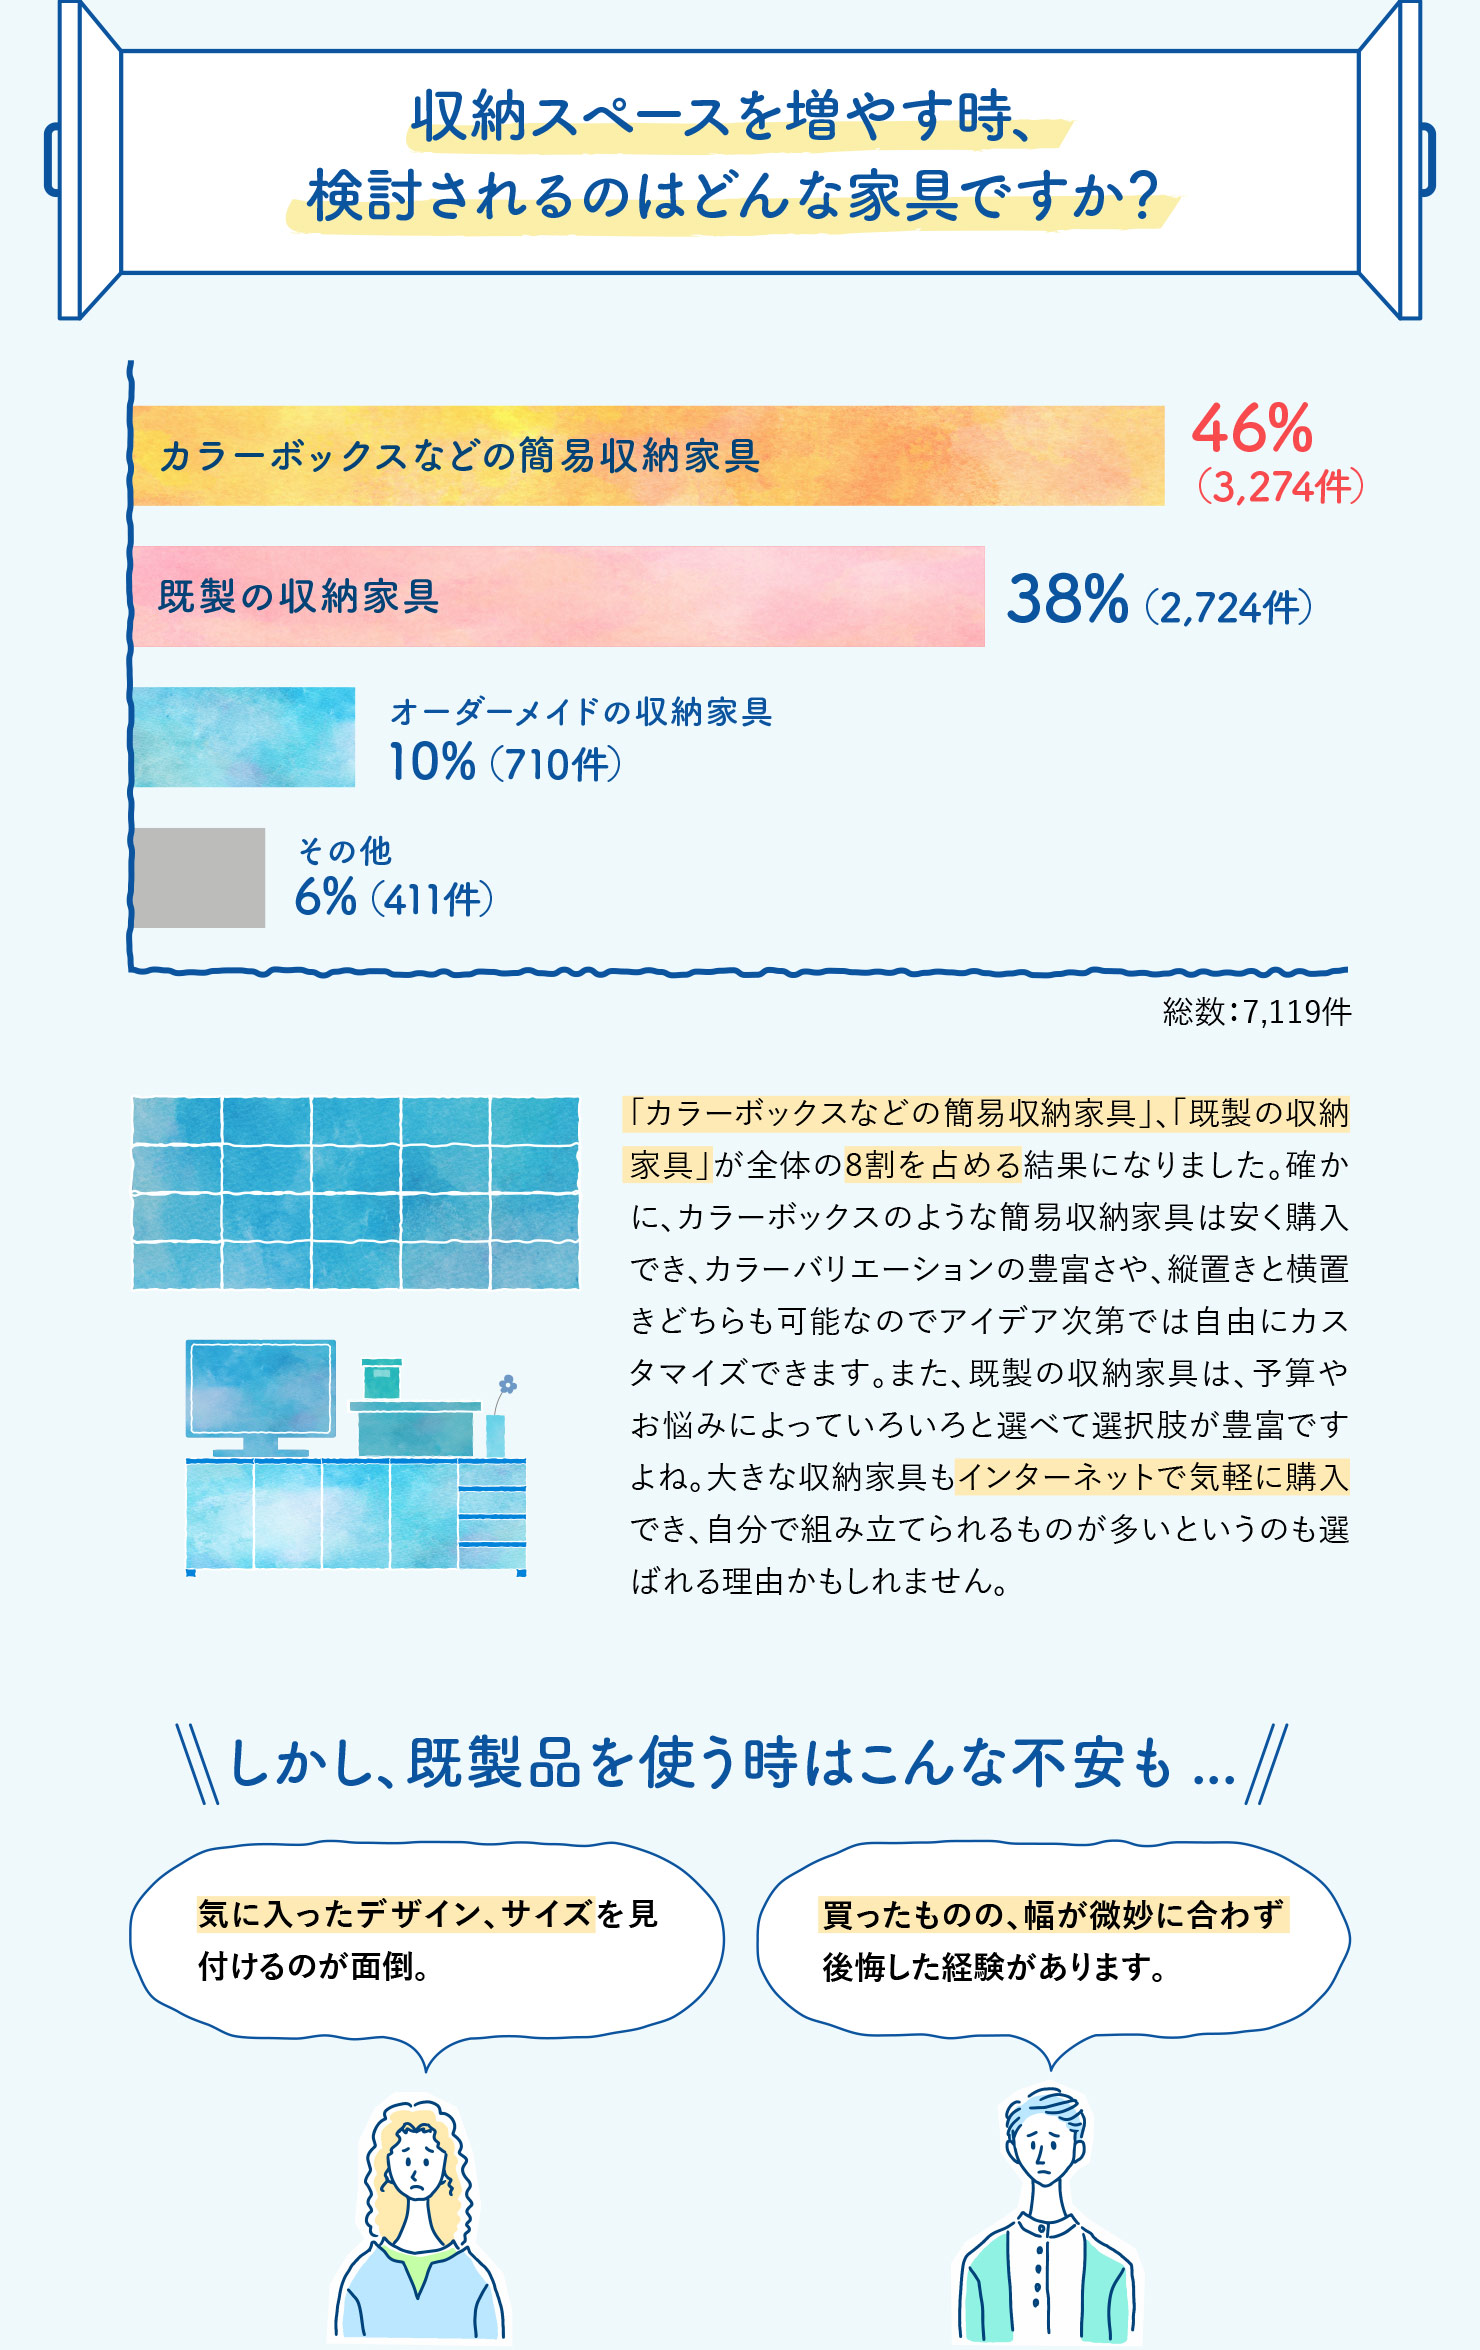 収納スペースを増やす時、
検討されるのはどんな家具ですか？
カラーボックスなどの簡易収納家具
46%
（3,274件）
既製の収納家具
38%（2,724件）
オーダーメイドの収納家具
10%（710件）
その他
6%（411件）
総数：7,119件
「カラーボックスなどの簡易収納家具」、「既製の収納
家具」が全体の8割を占める結果になりました。確か
に、カラーボックスのような簡易収納家具は安く購入
でき、カラーバリエーションの豊富さや、縦置きと横置
きどちらも可能なのでアイデア次第では自由にカス
タマイズできます。また、既製の収納家具は、予算や
お悩みによっていろいろと選べて選択肢が豊富です
よね。大きな収納家具もインターネットで気軽に購入
でき、自分で組み立てられるものが多いというのも選
ばれる理由かもしれません。
しかし、既製品を使う時はこんな不安も ...
気に入ったデザイン、サイズを見
付けるのが面倒。
買ったものの、幅が微妙に合わず
後悔した経験があります。